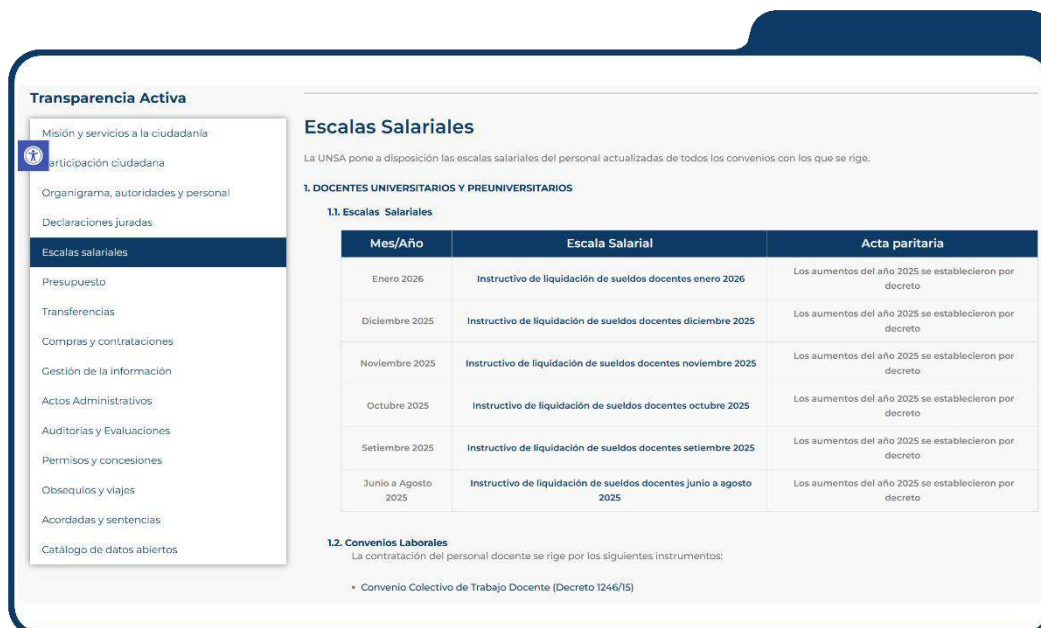 Transparencia Activa
Misión y servicios a la ciudadanía
articipación ciudadana
Organigrama, autoridades y personal
Declaraciones juradas
Escalas salariales
Presupuesto
Transferencias
Compras y contrataciones
Gestión de la información
Actos Administrativos
Auditorías y Evaluaciones
Permisos y concesiones
Obsequios y viajes
Acordadas y sentencias
Catálogo de datos abiertos
Escalas Salariales
La UNSA pone a disposición las escalas salariales del personal actualizadas de todos los convenios con los que se rige.
1. DOCENTES UNIVERSITARIOS Y PREUNIVERSITARIOS
1.1. Escalas Salariales
Mes/Año Escala Salarial Acta paritaria
Enero 2026 Instructivo de liquidación de sueldos docentes enero 2026 Los aumentos del año 2025 se establecieron por
decreto
Diciembre 2025 Instructivo de liquidación de sueldos docentes diciembre 2025 Los aumentos del año 2025 se establecieron por
decreto
Noviembre 2025 Instructivo de liquidación de sueldos docentes noviembre 2025 Los aumentos del año 2025 se establecieron por
decreto
Octubre 2025 Instructivo de liquidación de sueldos docentes octubre 2025 Los aumentos del año 2025 se establecieron por
decreto
Setiembre 2025 Instructivo de liquidación de sueldos docentes setiembre 2025 Los aumentos del año 2025 se establecieron por
decreto
Junio a Agosto Instructivo de liquidación de sueldos docentes junio a agosto Los aumentos del año 2025 se establecieron por
2025 2025 decreto
1.2. Convenios Laborales
La contratación del personal docente se rige por los siguientes instrumentos:
• Convenio Colectivo de Trabajo Docente (Decreto 1246/15)